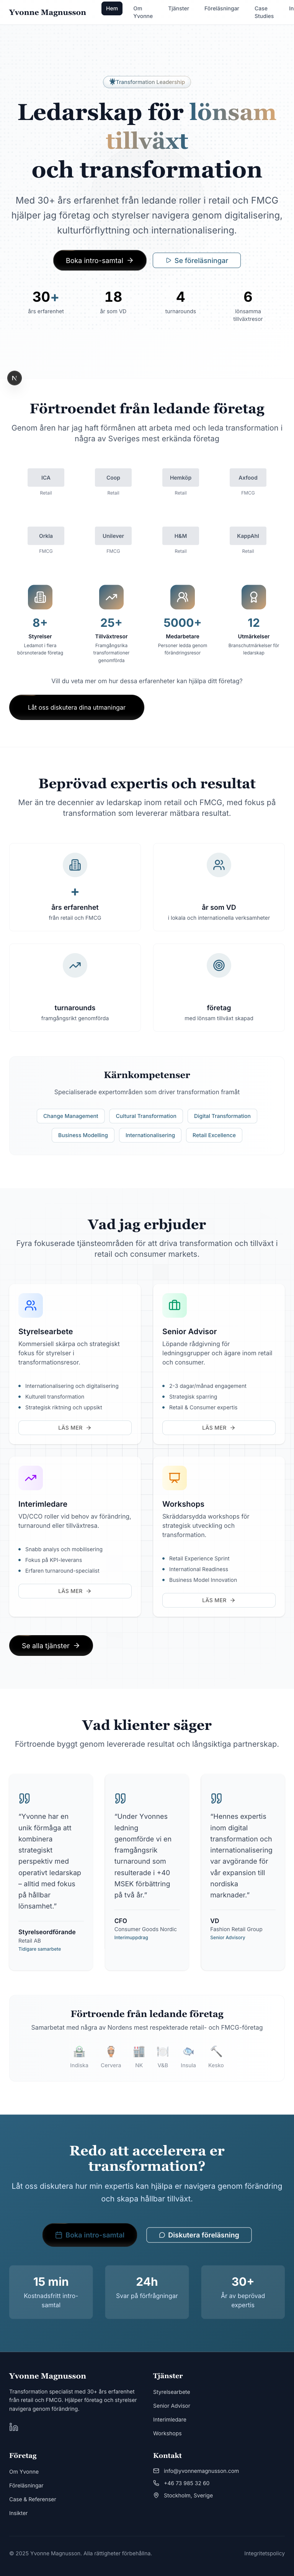 Yvonne Magnusson
Hem
Om Yvonne
Tjänster
Föreläsningar
Case Studies
In
Transformation Leadership
Ledarskap för lönsam
tillväxt
och transformation
Med 30+ års erfarenhet från ledande roller i retail och FMCG
hjälper jag företag och styrelser navigera genom digitalisering,
kulturförflyttning och internationalisering.
Boka intro-samtal
Se föreläsningar
30+
års erfarenhet
18
år som VD
4
turnarounds
6
lönsamma tillväxtresor
N
Förtroendet från ledande företag
Genom åren har jag haft förmånen att arbeta med och leda transformation i
några av Sveriges mest erkända företag
ICA
Retail
Coop
Retail
Hemköp
Retail
Axfood
FMCG
Orkla
FMCG
Unilever
FMCG
H&M
Retail
KappAhl
Retail
8+
Styrelser
Ledamot i flera börsnoterade företag
25+
Tillväxtresor
Framgångsrika transformationer genomförda
5000+
Medarbetare
Personer ledda genom förändringsresor
12
Utmärkelser
Branschutmärkelser för ledarskap
Vill du veta mer om hur dessa erfarenheter kan hjälpa ditt företag?
Låt oss diskutera dina utmaningar
Beprövad expertis och resultat
Mer än tre decennier av ledarskap inom retail och FMCG, med fokus på
transformation som levererar mätbara resultat.
+
års erfarenhet
från retail och FMCG
år som VD
i lokala och internationella verksamheter
turnarounds
framgångsrikt genomförda
företag
med lönsam tillväxt skapad
Kärnkompetenser
Specialiserade expertområden som driver transformation framåt
Change Management
Cultural Transformation
Digital Transformation
Business Modelling
Internationalisering
Retail Excellence
Vad jag erbjuder
Fyra fokuserade tjänsteområden för att driva transformation och tillväxt i
retail och consumer markets.
Styrelsearbete
Kommersiell skärpa och strategiskt
fokus för styrelser i
transformationsresor.
Internationalisering och digitalisering
Kulturell transformation
Strategisk riktning och uppsikt
LÄS MER
Senior Advisor
Löpande rådgivning för
ledningsgrupper och ägare inom retail
och consumer.
2-3 dagar/månad engagement
Strategisk sparring
Retail & Consumer expertis
LÄS MER
Interimledare
VD/CCO roller vid behov av förändring,
turnaround eller tillväxtresa.
Snabb analys och mobilisering
Fokus på KPI-leverans
Erfaren turnaround-specialist
LÄS MER
Workshops
Skräddarsydda workshops för
strategisk utveckling och
transformation.
Retail Experience Sprint
International Readiness
Business Model Innovation
LÄS MER
Se alla tjänster
Vad klienter säger
Förtroende byggt genom levererade resultat och långsiktiga partnerskap.
"Yvonne har en
unik förmåga att
kombinera
strategiskt
perspektiv med
operativt ledarskap
– alltid med fokus
på hållbar
lönsamhet."
Styrelseordförande
Retail AB
Tidigare samarbete
"Under Yvonnes
ledning
genomförde vi en
framgångsrik
turnaround som
resulterade i +40
MSEK förbättring
på två år."
CFO
Consumer Goods Nordic
Interimuppdrag
"Hennes expertis
inom digital
transformation och
internationalisering
var avgörande för
vår expansion till
nordiska
marknader."
VD
Fashion Retail Group
Senior Advisory
Förtroende från ledande företag
Samarbetat med några av Nordens mest respekterade retail- och FMCG-företag
Indiska
Cervera
NK
V&B
Insula
Kesko
Redo att accelerera er
transformation?
Låt oss diskutera hur min expertis kan hjälpa er navigera genom förändring
och skapa hållbar tillväxt.
Boka intro-samtal
Diskutera föreläsning
15 min
Kostnadsfritt intro-
samtal
24h
Svar på förfrågningar
30+
År av beprövad
expertis
Yvonne Magnusson
Transformation specialist med 30+ års erfarenhet
från retail och FMCG. Hjälper företag och styrelser
navigera genom förändring.
Tjänster
Styrelsearbete
Senior Advisor
Interimledare
Workshops
Företag
Om Yvonne
Föreläsningar
Case & Referenser
Insikter
Kontakt
info@yvonnemagnusson.com
+46 73 985 32 60
Stockholm, Sverige
© 2025 Yvonne Magnusson. Alla rättigheter förbehållna.
Integritetspolicy